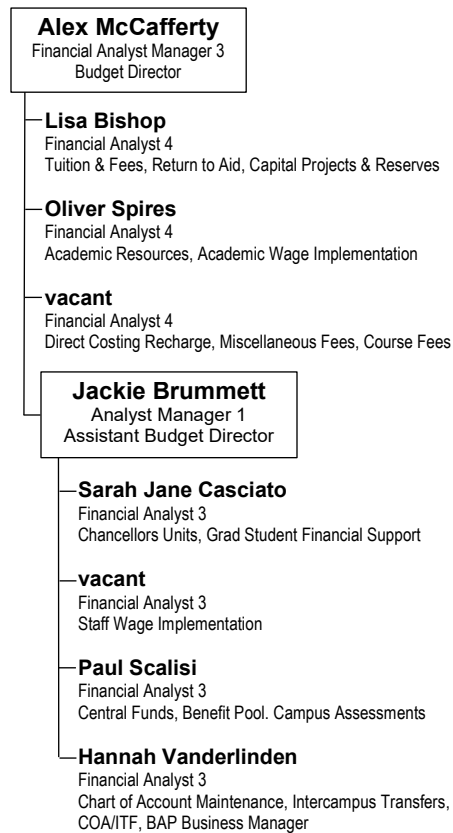 Alex McCafferty
Financial Analyst Manager 3
Budget Director
Lisa Bishop
Financial Analyst 4
Tuition & Fees, Return to Aid, Capital Projects & Reserves
Oliver Spires
Financial Analyst 4
Academic Resources, Academic Wage Implementation
vacant
Financial Analyst 4
Direct Costing Recharge, Miscellaneous Fees, Course Fees
Jackie Brummett
Analyst Manager 1
Assistant Budget Director
Sarah Jane Casciato
Financial Analyst 3
Chancellors Units, Grad Student Financial Support
vacant
Financial Analyst 3
Staff Wage Implementation
Paul Scalisi
Financial Analyst 3
Central Funds, Benefit Pool. Campus Assessments
Hannah Vanderlinden
Financial Analyst 3
Chart of Account Maintenance, Intercampus Transfers,
COA/ITF, BAP Business Manager